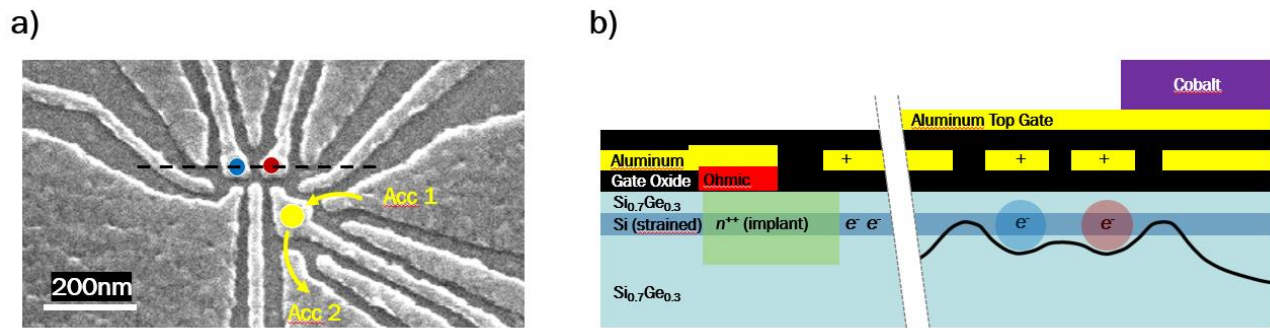 a)
Acc 1
Acc 2
200nm
b)
Cobalt
Aluminum Top Gate
Aluminum
+
+
+
Gate Oxide
Ohmic
Si0.7Ge0.3
Si (strained)
n++ (implant)
e- e-
e-
e-
Si0.7Ge0.3